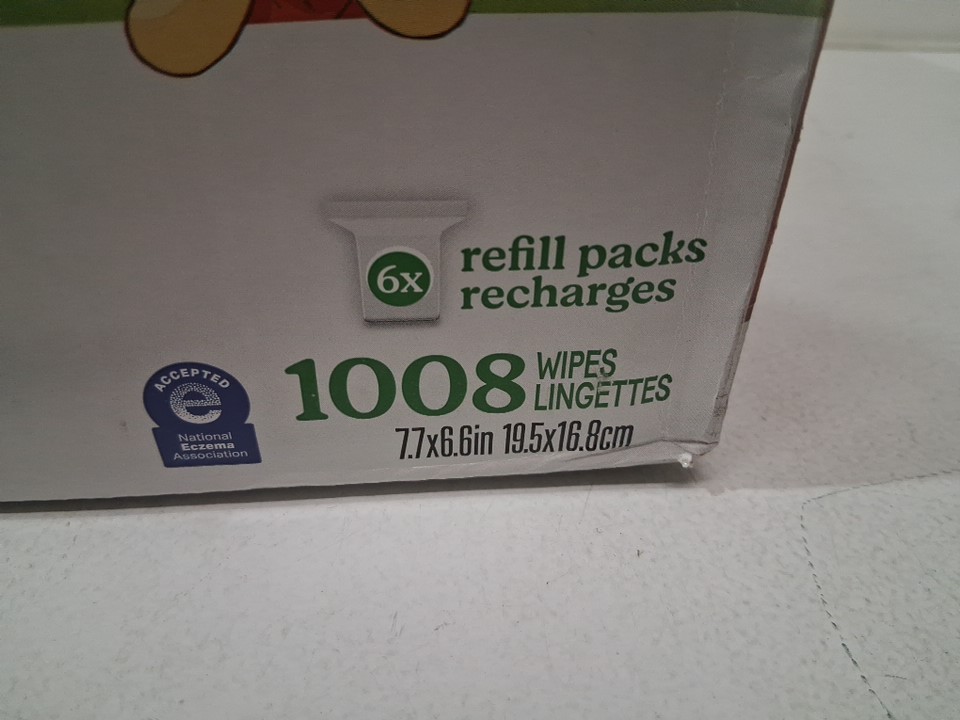 6x
refill packs
recharges
ACCEPTED
e
National
Eczema
Association
1008 WIPES
LINGETTES
7.7x6.6in 19.5x16.8cm